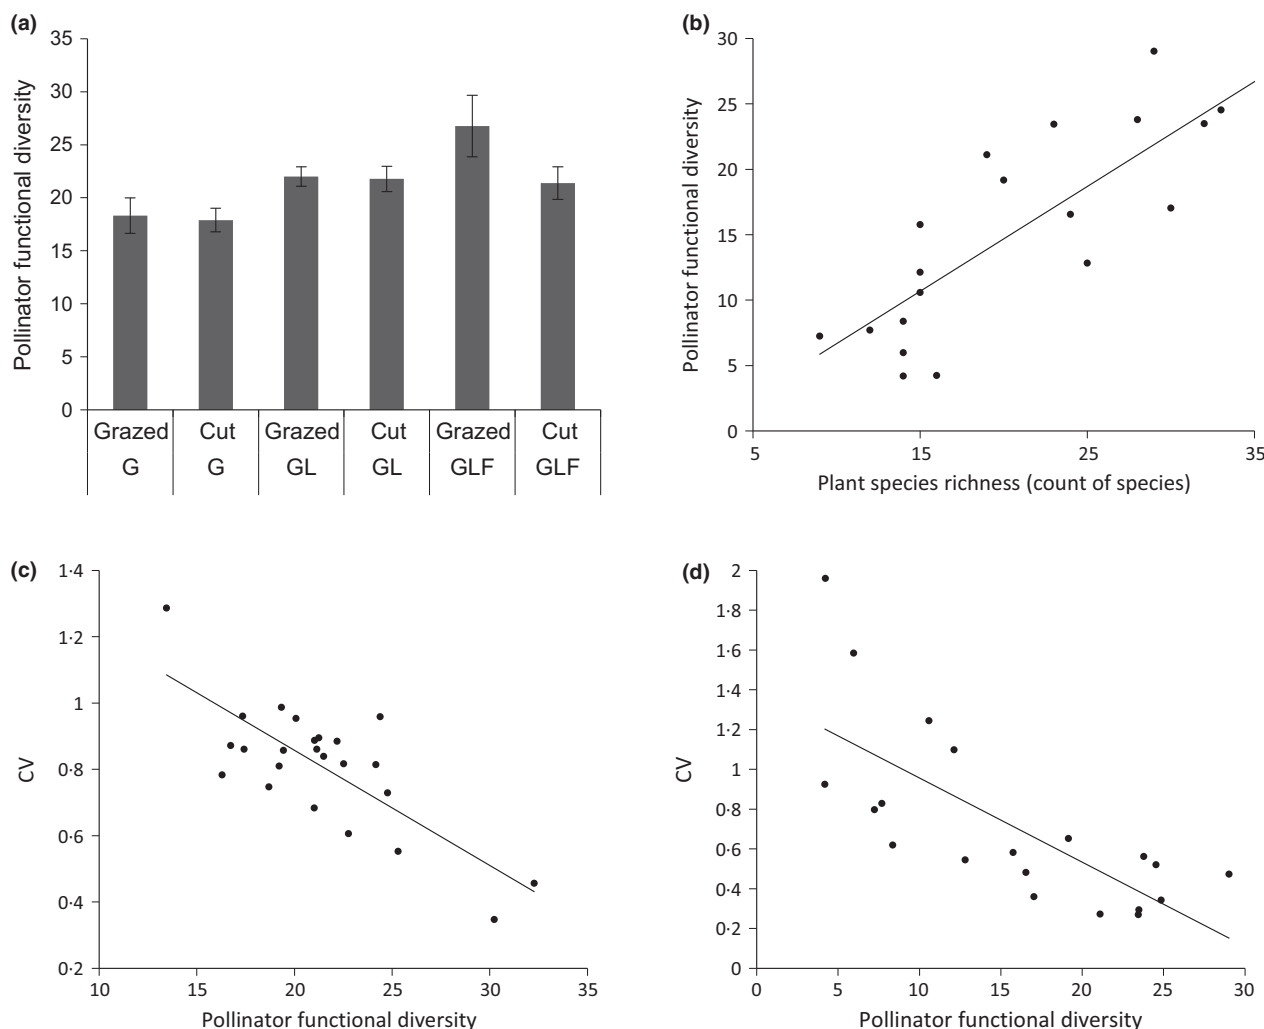 (a)
35
30
25
20
15
10
5
0
Pollinator functional diversity
Grazed Cut Grazed Cut Grazed Cut
G G GL GL GLF GLF
(b)
30
25
20
15
10
5
0
Pollinator functional diversity
5 15 25 35
Plant species richness (count of species)
(c)
1·4
1·2
1
0·8
0·6
0·4
0·2
CV
10 15 20 25 30 35
Pollinator functional diversity
(d)
2
1·8
1·6
1·4
1·2
1
0·8
0·6
0·4
0·2
0
CV
0 5 10 15 20 25 30
Pollinator functional diversity